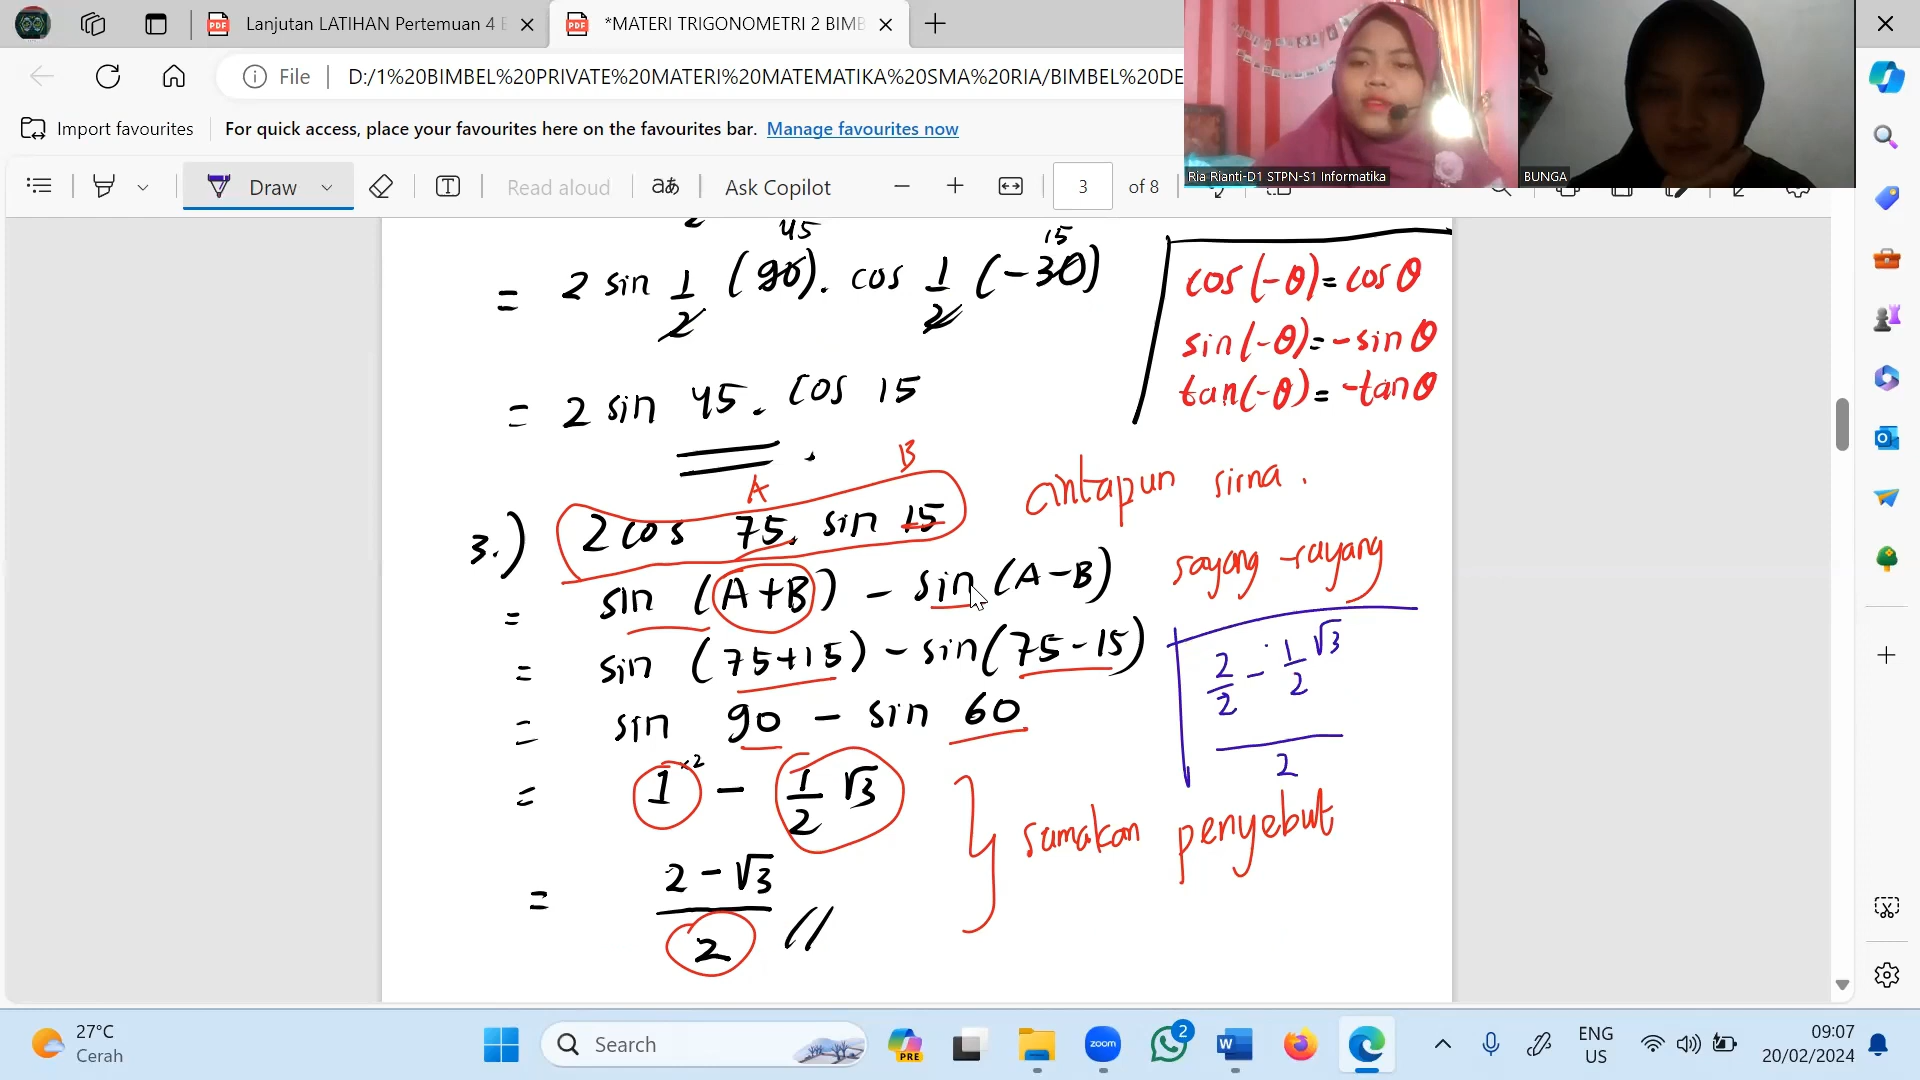 Lanjutan LATIHAN Pertemuan 4 B
*MATERI TRIGONOMETRI 2 BIMB
File
D:/1%20BIMBEL%20PRIVATE%20MATERI%20MATEMATIKA%20SMA%20RIA/BIMBEL%20DE
Import favourites
For quick access, place your favourites here on the favourites bar. Manage favourites now
Draw
Read aloud
aあ
Ask Copilot
3 of 8
Ria Rianti-D1 STPN-S1 Informatika
BUNGA
45 15
= 2 sin 1/2 (90). cos 1/2 (-30)
= 2 sin 45. cos 15
cos(-θ)=cos θ
sin(-θ)=-sin θ
tan(-θ)=-tan θ
A B
3.) 2 cos 75. sin 15
= sin (A+B) - sin (A-B)
= sin (75+15) - sin(75-15)
= sin 90 - sin 60
= 1 ×2 - 1/2 √3
= 2-√3 / 2 //
sirna.
sayang -rayang
2/2 - 1/2 √3
2
samakan penyebut
27°C
Cerah
Search
PRE
zoom
2
W
ENG
US
09:07
20/02/2024